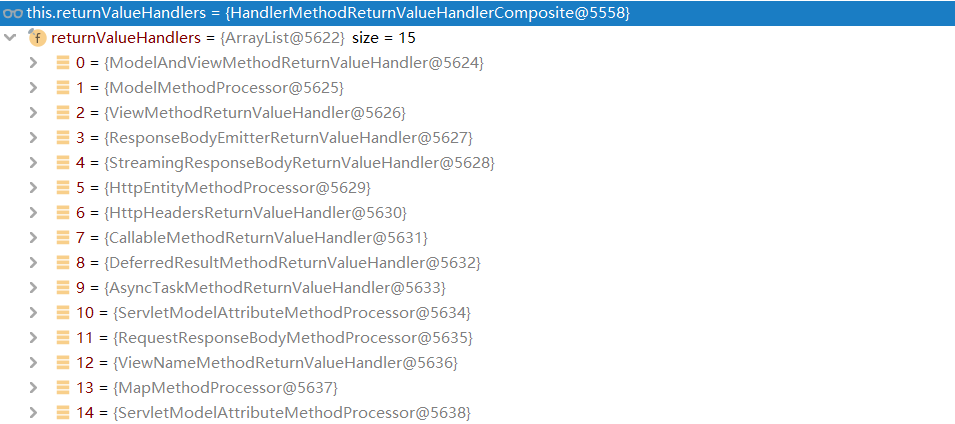 this.returnValueHandlers = {HandlerMethodReturnValueHandlerComposite@5558}
f returnValueHandlers = {ArrayList@5622} size = 15
0 = {ModelAndViewMethodReturnValueHandler@5624}
1 = {ModelMethodProcessor@5625}
2 = {ViewMethodReturnValueHandler@5626}
3 = {ResponseBodyEmitterReturnValueHandler@5627}
4 = {StreamingResponseBodyReturnValueHandler@5628}
5 = {HttpEntityMethodProcessor@5629}
6 = {HttpHeadersReturnValueHandler@5630}
7 = {CallableMethodReturnValueHandler@5631}
8 = {DeferredResultMethodReturnValueHandler@5632}
9 = {AsyncTaskMethodReturnValueHandler@5633}
10 = {ServletModelAttributeMethodProcessor@5634}
11 = {RequestResponseBodyMethodProcessor@5635}
12 = {ViewNameMethodReturnValueHandler@5636}
13 = {MapMethodProcessor@5637}
14 = {ServletModelAttributeMethodProcessor@5638}